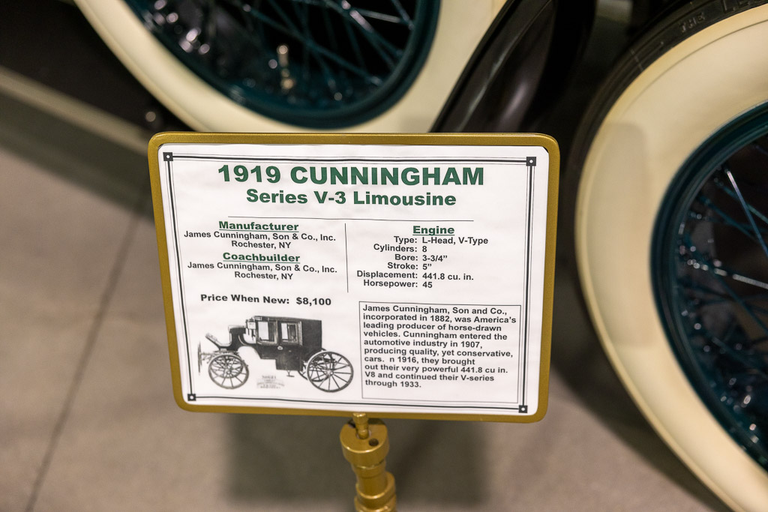 1919 CUNNINGHAM
Series V-3 Limousine
Manufacturer
James Cunningham, Son & Co., Inc.
Rochester, NY
Coachbuilder
James Cunningham, Son & Co., Inc.
Rochester, NY
Price When New: $8,100
Engine
Type: L-Head, V-Type
Cylinders: 8
Bore: 3-3/4"
Stroke: 5"
Displacement: 441.8 cu. in.
Horsepower: 45
James Cunningham, Son and Co.,
incorporated in 1882, was America's
leading producer of horse-drawn
vehicles. Cunningham entered the
automotive industry in 1907,
producing quality, yet conservative,
cars. n 1916, they brought
out their very powerful 441.8 cu in.
V8 and continued their V-series
through 1933.